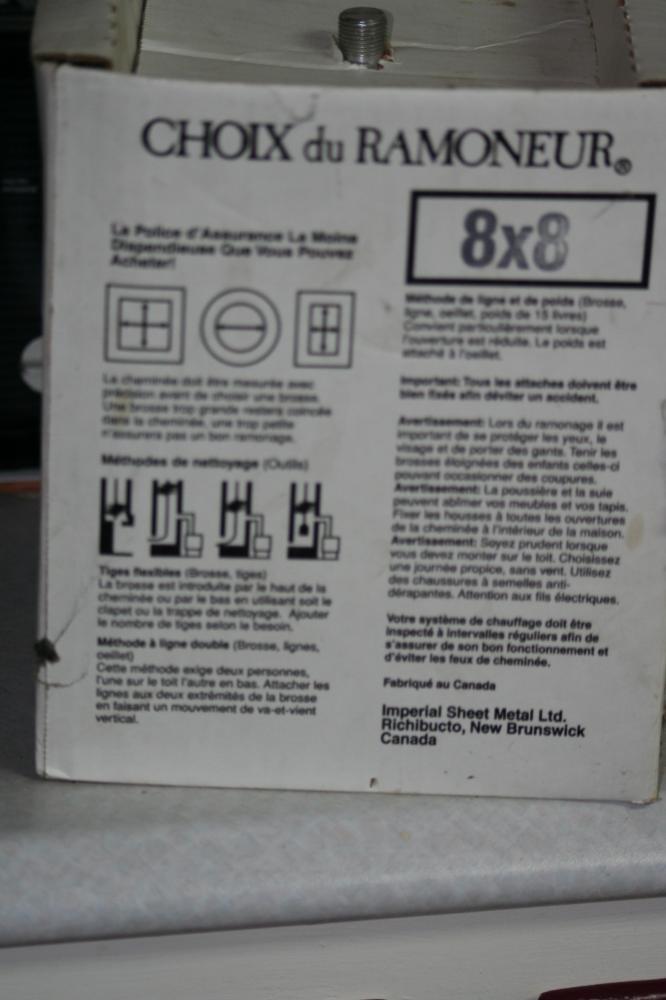 CHOIX du RAMONEUR®
La Police d'Assurance La Moins
Dispendieuse Que Vous Pouvez
Acheter!
La cheminée doit être mesurée avec
précision avant de choisir une brosse.
Une brosse trop grande restera coincée
dans la cheminée, une trop petite
n'assurera pas un bon ramonage.
Méthodes de nettoyage (Outils)
Tiges flexibles (Brosse, tiges)
La brosse est introduite par le haut de la
cheminée ou par le bas en utilisant soit le
clapet ou la trappe de nettoyage. Ajouter
le nombre de tiges selon le besoin.
Méthode à ligne double (Brosse, lignes,
oeillet)
Cette méthode exige deux personnes,
l'une sur le toit l'autre en bas. Attacher les
lignes aux deux extrémités de la brosse
en faisant un mouvement de va-et-vient
vertical.
8x8
Méthode de ligne et de poids (Brosse,
ligne, oeillet, poids de 15 livres)
Convient particulièrement lorsque
l'ouverture est réduite. Le poids est
attaché à l'oeillet.
Important: Tous les attaches doivent être
bien fixés afin déviter un accident.
Avertissement: Lors du ramonage il est
important de se protéger les yeux, le
visage et de porter des gants. Tenir les
brosses éloignées des enfants celles-ci
pouvant occasionner des coupures.
Avertissement: La poussière et la suie
peuvent abîmer vos meubles et vos tapis.
Fixer les housses à toutes les ouvertures
de la cheminée à l'intérieur de la maison.
Avertissement: Soyez prudent lorsque
vous devez monter sur le toit. Choisissez
une journée propice, sans vent. Utilisez
des chaussures à semelles anti-
dérapantes. Attention aux fils électriques.
Votre système de chauffage doit être
inspecté à intervalles réguliers afin de
s'assurer de son bon fonctionnement et
d'éviter les feux de cheminée.
Fabriqué au Canada
Imperial Sheet Metal Ltd.
Richibucto, New Brunswick
Canada